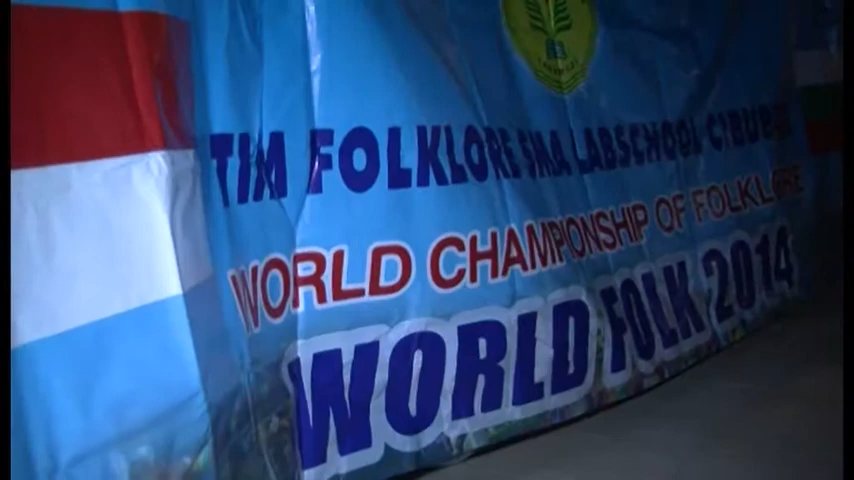 TIM FOLKLORE SMA LABSCHOOL
WORLD CHAMPIONSHIP OF FOLKLORE
WORLD FOLK 2014